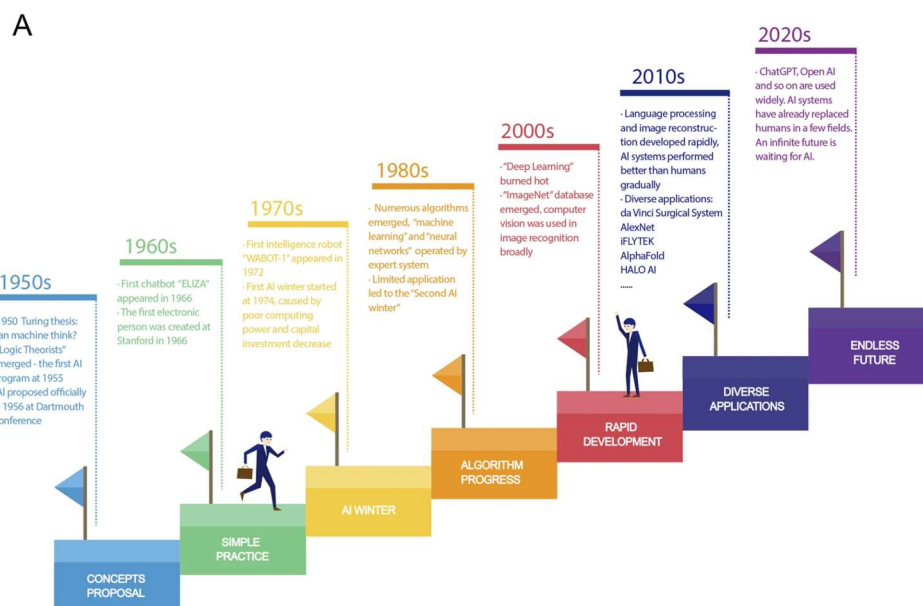 A
1950s
1950 Turing thesis:
an machine think?
Logic Theorists"
merged - the first AI
rogram at 1955
AI proposed officially
1956 at Dartmouth
onference
CONCEPTS
PROPOSAL
1960s
· First chatbot "ELIZA"
appeared in 1966
· The first electronic
person was created at
Stanford in 1966
SIMPLE
PRACTICE
1970s
· First intelligence robot
"WABOT-1" appeared in
1972
· First AI winter started
at 1974, caused by
poor computing
power and capital
investment decrease
AI WINTER
1980s
· Numerous algorithms
emerged, "machine
learning" and "neural
networks" operated by
expert system
· Limited application
led to the "Second AI
winter"
ALGORITHM
PROGRESS
2000s
· "Deep Learning"
burned hot
· "ImageNet" database
emerged, computer
vision was used in
image recognition
broadly
RAPID
DEVELOPMENT
2010s
· Language processing
and image reconstruc-
tion developed rapidly,
AI systems performed
better than humans
gradually
· Diverse applications:
da Vinci Surgical System
AlexNet
iFLYTEK
AlphaFold
HALO AI
......
DIVERSE
APPLICATIONS
2020s
· ChatGPT, Open AI
and so on are used
widely. AI systems
have already replaced
humans in a few fields.
An infinite future is
waiting for AI.
ENDLESS
FUTURE